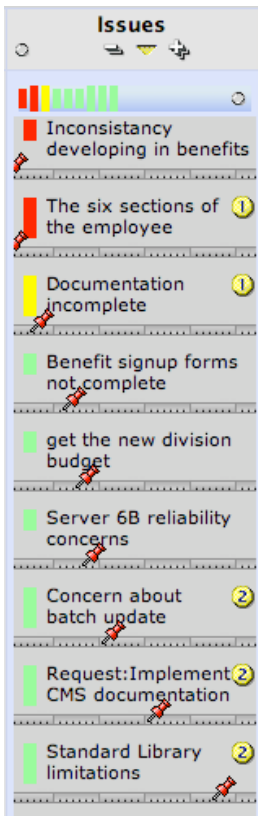 Issues
Inconsistancy
developing in benefits
The six sections of 1
the employee
Documentation 1
incomplete
Benefit signup forms
not complete
get the new division
budget
Server 6B reliability
concerns
Concern about 2
batch update
Request:Implement 2
CMS documentation
Standard Library 2
limitations